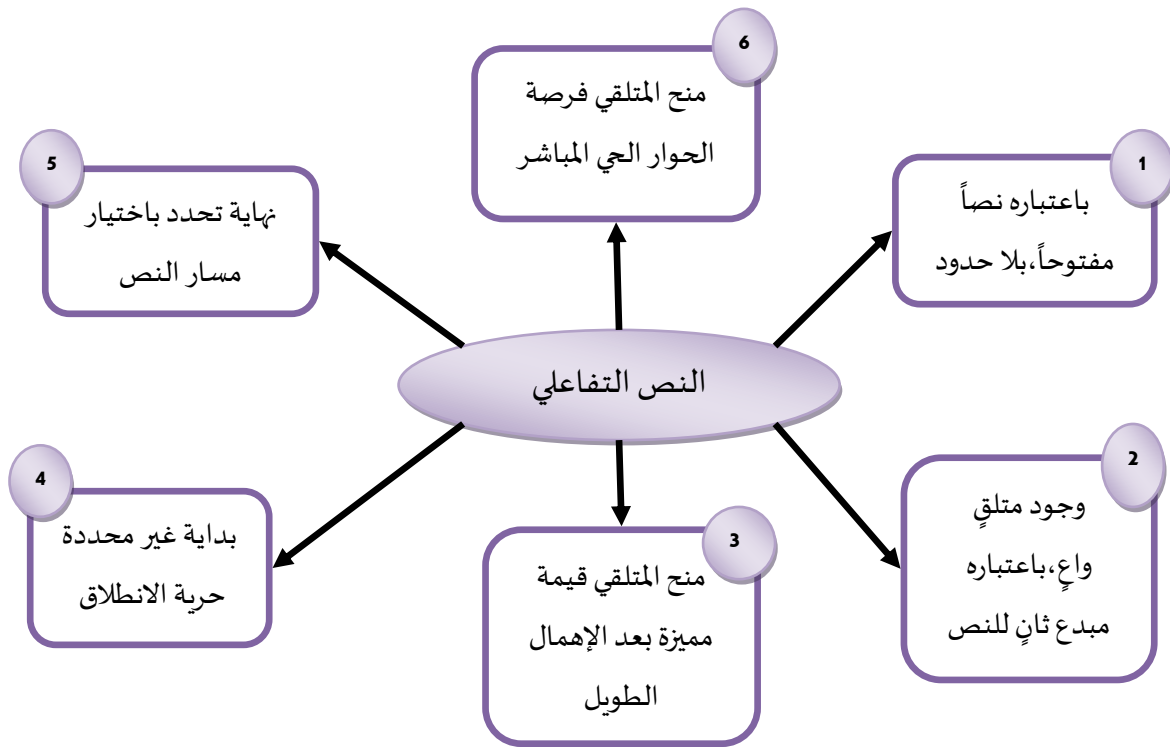 النص التفاعلي
1
باعتباره نصاً
مفتوحاً،بلا حدود
2
وجود متلقٍ
واعٍ،باعتباره
مبدع ثانٍ للنص
3
منح المتلقي قيمة
مميزة بعد الإهمال
الطويل
4
بداية غير محددة
حرية الانطلاق
5
نهاية تحدد باختيار
مسار النص
6
منح المتلقي فرصة
الحوار الحي المباشر